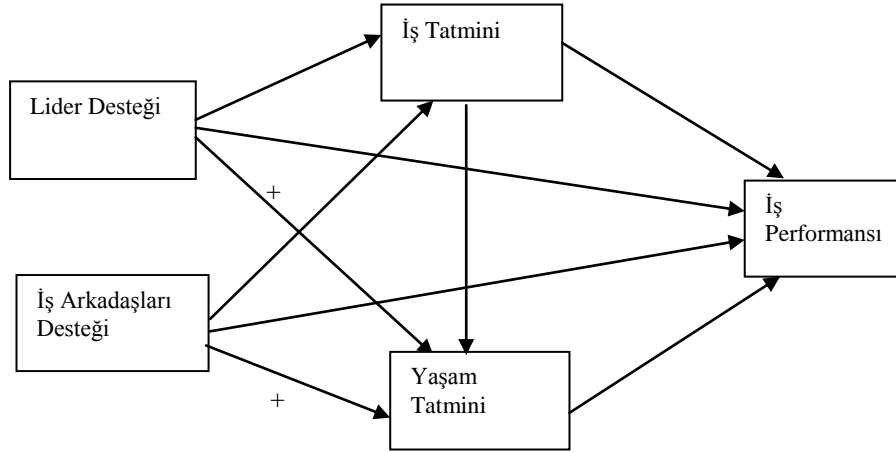 İş Tatmini
Lider Desteği
+
İş
Performansı
İş Arkadaşları
Desteği
+
Yaşam
Tatmini